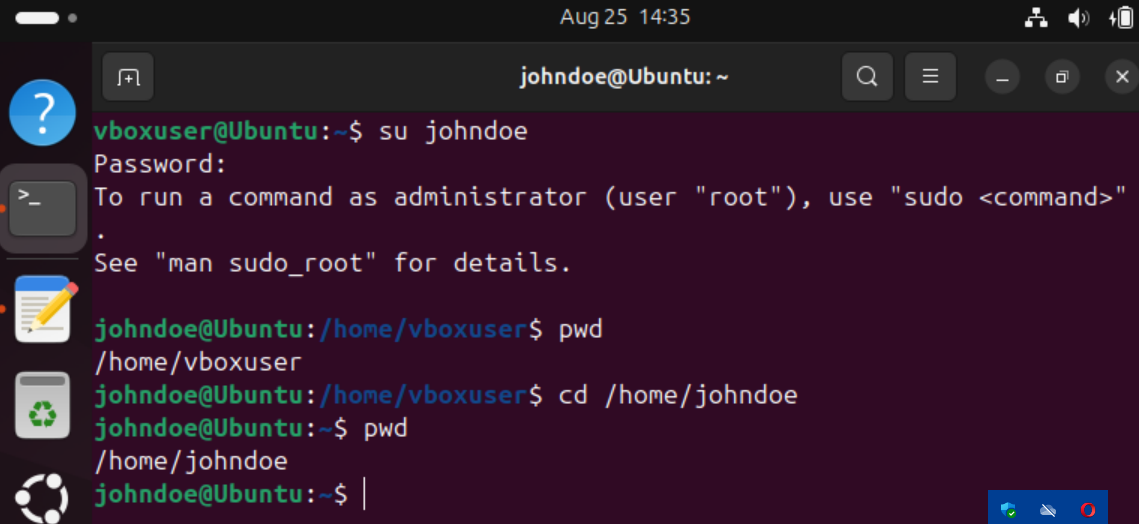 Aug 25 14:35
johndoe@Ubuntu: ~
vboxuser@Ubuntu:~$ su johndoe
Password:
To run a command as administrator (user "root"), use "sudo <command>"
.
See "man sudo_root" for details.
johndoe@Ubuntu:/home/vboxuser$ pwd
/home/vboxuser
johndoe@Ubuntu:/home/vboxuser$ cd /home/johndoe
johndoe@Ubuntu:~$ pwd
/home/johndoe
johndoe@Ubuntu:~$